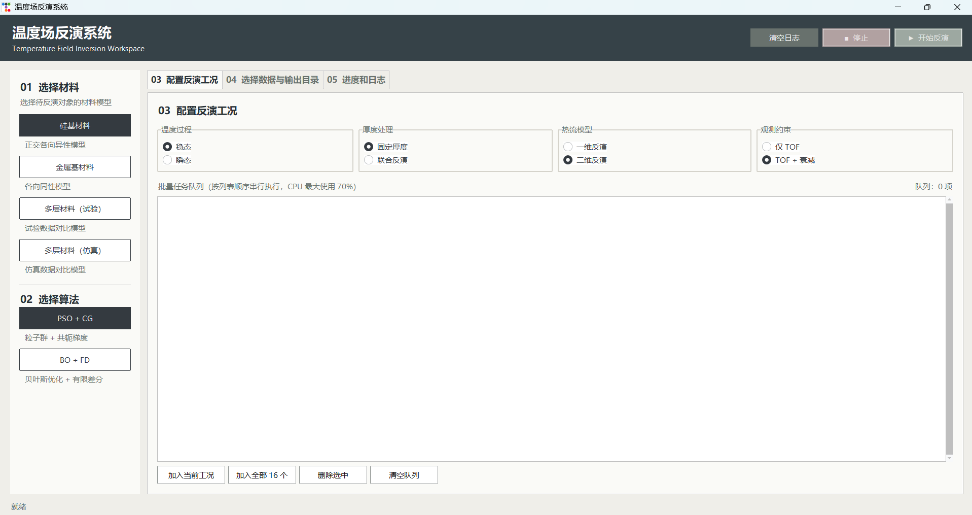 温度场反演系统
温度场反演系统
Temperature Field Inversion Workspace
清空日志
■ 停止
▶ 开始反演
01 选择材料
选择待反演对象的材料模型
硅基材料
正交各向异性模型
金属基材料
各向同性模型
多层材料（试验）
试验数据对比模型
多层材料（仿真）
仿真数据对比模型
02 选择算法
PSO + CG
粒子群 + 共轭梯度
BO + FD
贝叶斯优化 + 有限差分
03 配置反演工况
04 选择数据与输出目录
05 进度和日志
03 配置反演工况
温度过程
稳态
瞬态
厚度处理
固定厚度
联合反演
热流模型
一维反演
二维反演
观测约束
仅 TOF
TOF + 衰减
批量任务队列（按列表顺序串行执行，CPU 最大使用 70%）
队列：0 项
加入当前工况
加入全部 16 个
删除选中
清空队列
就绪